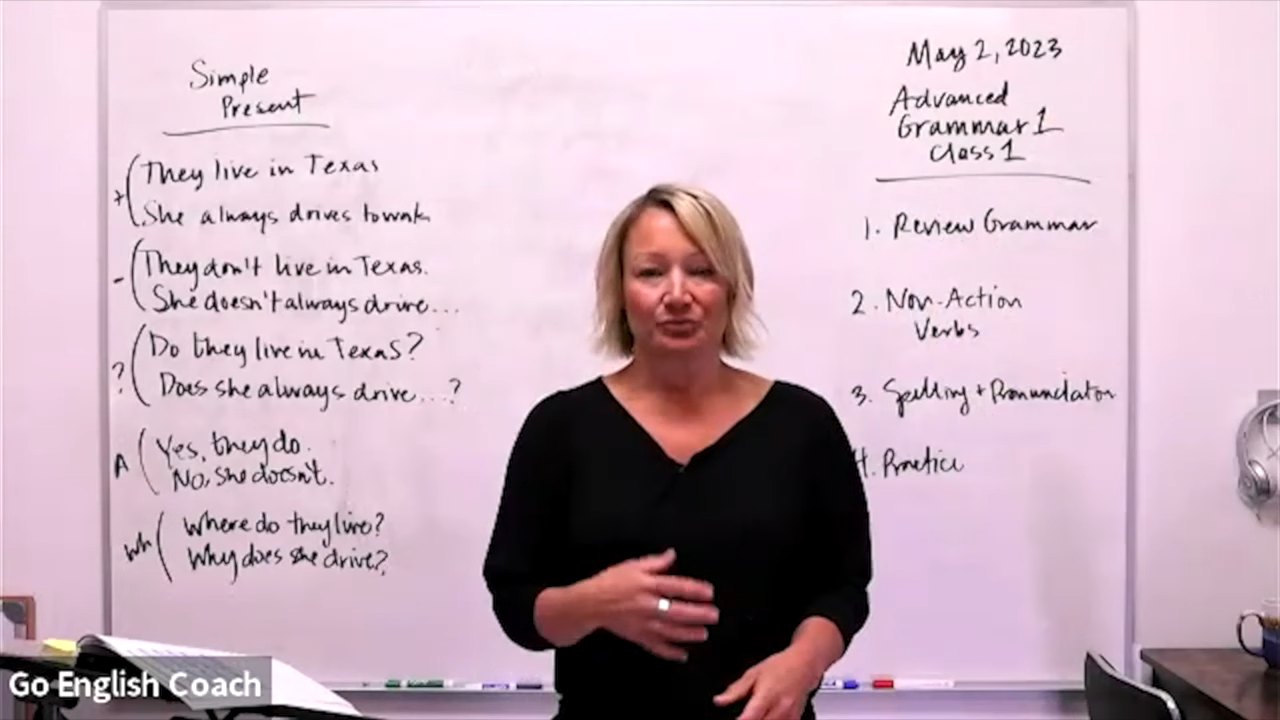 Simple
Present
+ They live in Texas
She always drives to work
- They don't live in Texas.
She doesn't always drive...
? Do they live in Texas?
Does she always drive...?
A Yes, they do.
No, she doesn't.
Wh Where do they live?
Why does she drive?
May 2, 2023
Advanced
Grammar 1
Class 1
1. Review Grammar
2. Non-Action
Verbs
3. Spelling + Pronunciation
4. Practice
Go English Coach